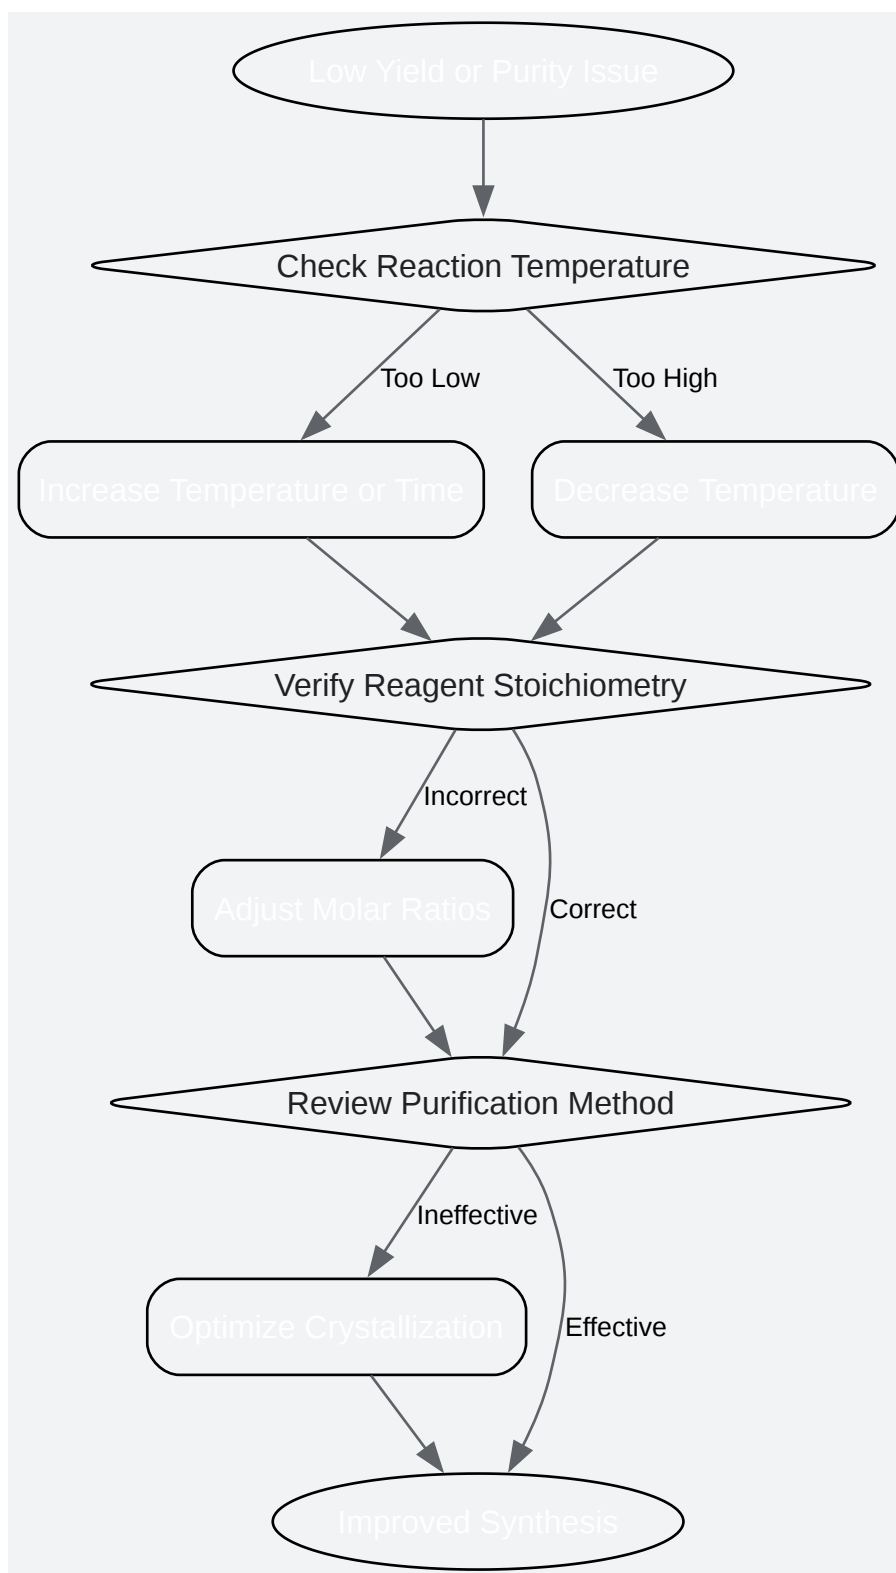 Low Yield or Purity Issue
Check Reaction Temperature
Too Low
Too High
Increase Temperature or Time
Decrease Temperature
Verify Reagent Stoichiometry
Incorrect
Adjust Molar Ratios
Correct
Review Purification Method
Ineffective
Optimize Crystallization
Effective
Improved Synthesis